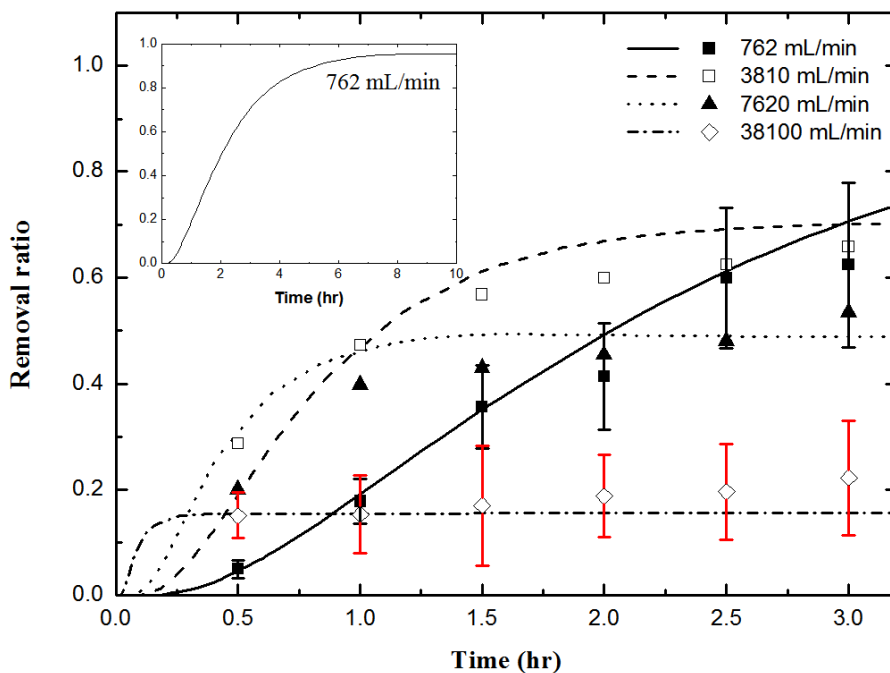 762 mL/min
3810 mL/min
7620 mL/min
38100 mL/min
762 mL/min
1.0
0.8
0.6
0.4
0.2
0.0
0 2 4 6 8 10
Time (hr)
1.0
0.8
0.6
0.4
0.2
0.0
Removal ratio
0.0 0.5 1.0 1.5 2.0 2.5 3.0
Time (hr)